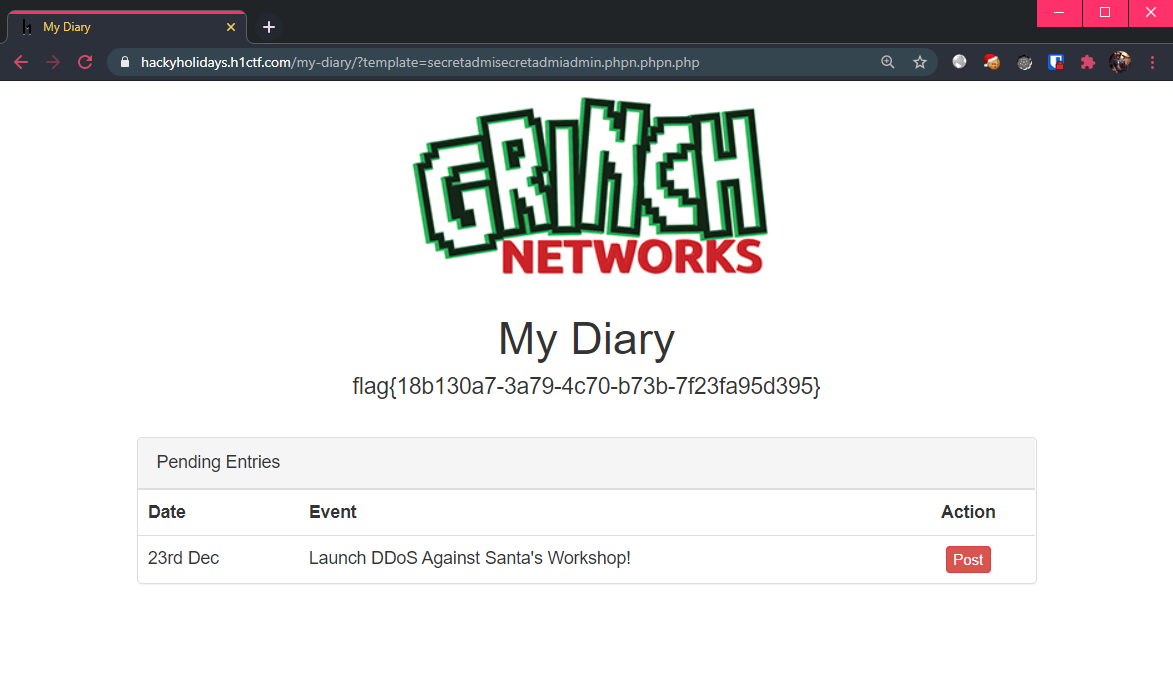 My Diary
hackyholidays.h1ctf.com/my-diary/?template=secretadmisecretadmiadmin.phpn.phpn.php
GRINCH
NETWORKS
My Diary
flag{18b130a7-3a79-4c70-b73b-7f23fa95d395}
Pending Entries
Date Event Action
23rd Dec Launch DDoS Against Santa's Workshop! Post